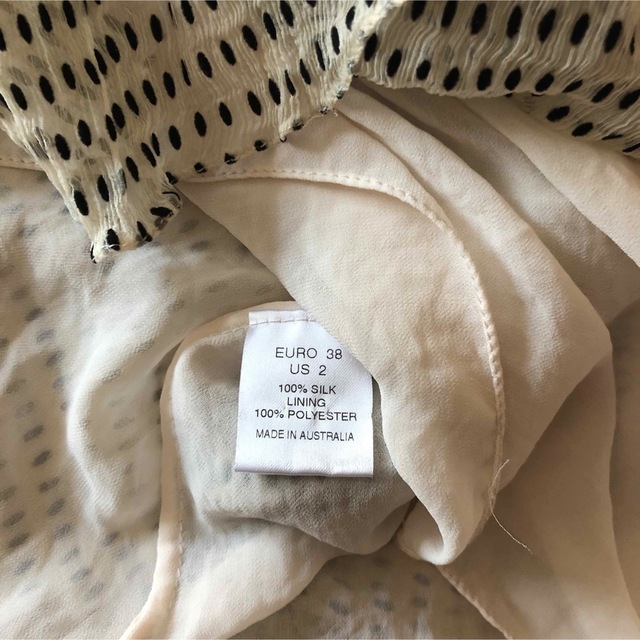 EURO 38
US 2
100% SILK
LINING
100% POLYESTER
MADE IN AUSTRALIA